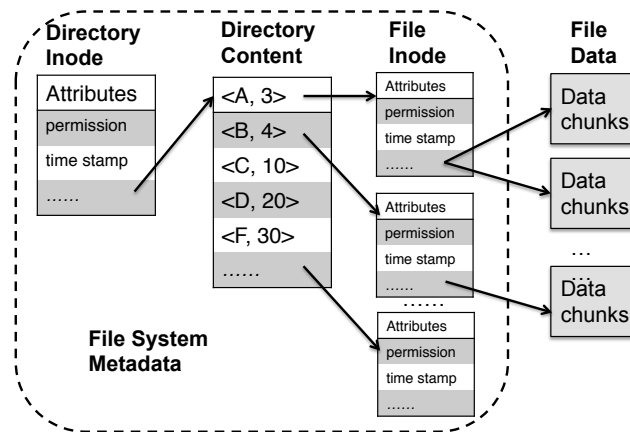 Directory
Inode
Attributes
permission
time stamp
......
Directory
Content
<A, 3>
<B, 4>
<C, 10>
<D, 20>
<F, 30>
......
File
Inode
Attributes
permission
time stamp
......
Attributes
permission
time stamp
......
......
Attributes
permission
time stamp
......
File
Data
Data
chunks
Data
chunks
...
...
Data
chunks
File System
Metadata